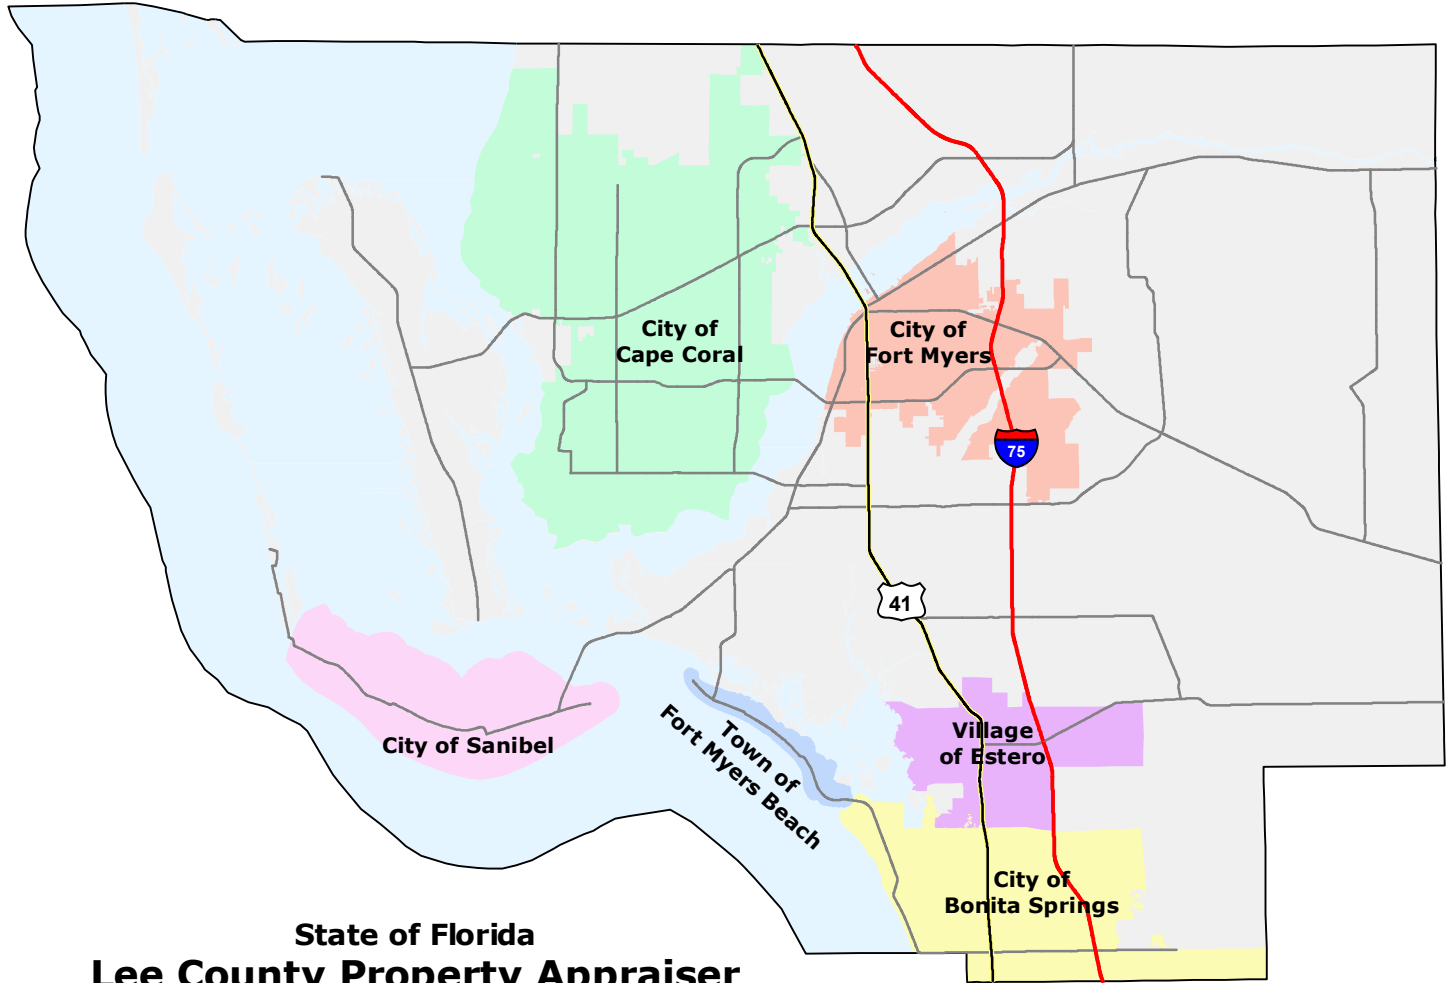 City of
Cape Coral
City of
Fort Myers
75
41
City of Sanibel
Town of
Fort Myers Beach
Village
of Estero
City of
Bonita Springs
State of Florida
Lee County Property Appraiser